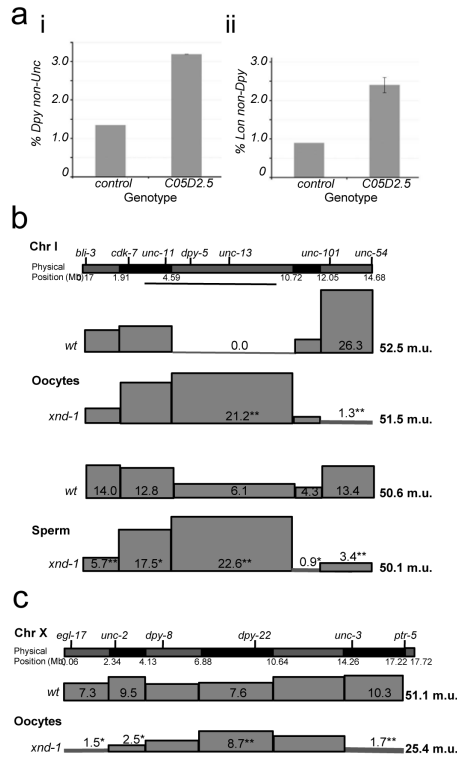 a
i ii
% Dpy non-Unc
3.0
2.0
1.0
0
control C05D2.5
Genotype
% Lon non-Dpy
3.0
2.0
1.0
0
control C05D2.5
Genotype
b
Chr I
bli-3 cdk-7 unc-11 dpy-5 unc-13 unc-101 unc-54
Physical
Position (Mb) 0.17 1.91 4.59 10.72 12.05 14.68
wt 0.0 26.3 52.5 m.u.
Oocytes
xnd-1 21.2** 1.3** 51.5 m.u.
wt 14.0 12.8 6.1 4.3 13.4 50.6 m.u.
Sperm
xnd-1 5.7** 17.5* 22.6** 0.9* 3.4** 50.1 m.u.
c
Chr X
egl-17 unc-2 dpy-8 dpy-22 unc-3 ptr-5
Physical
Position (Mb) 0.06 2.34 4.13 6.88 10.64 14.26 17.22 17.72
wt 7.3 9.5 7.6 10.3 51.1 m.u.
Oocytes
xnd-1 1.5* 2.5* 8.7** 1.7** 25.4 m.u.